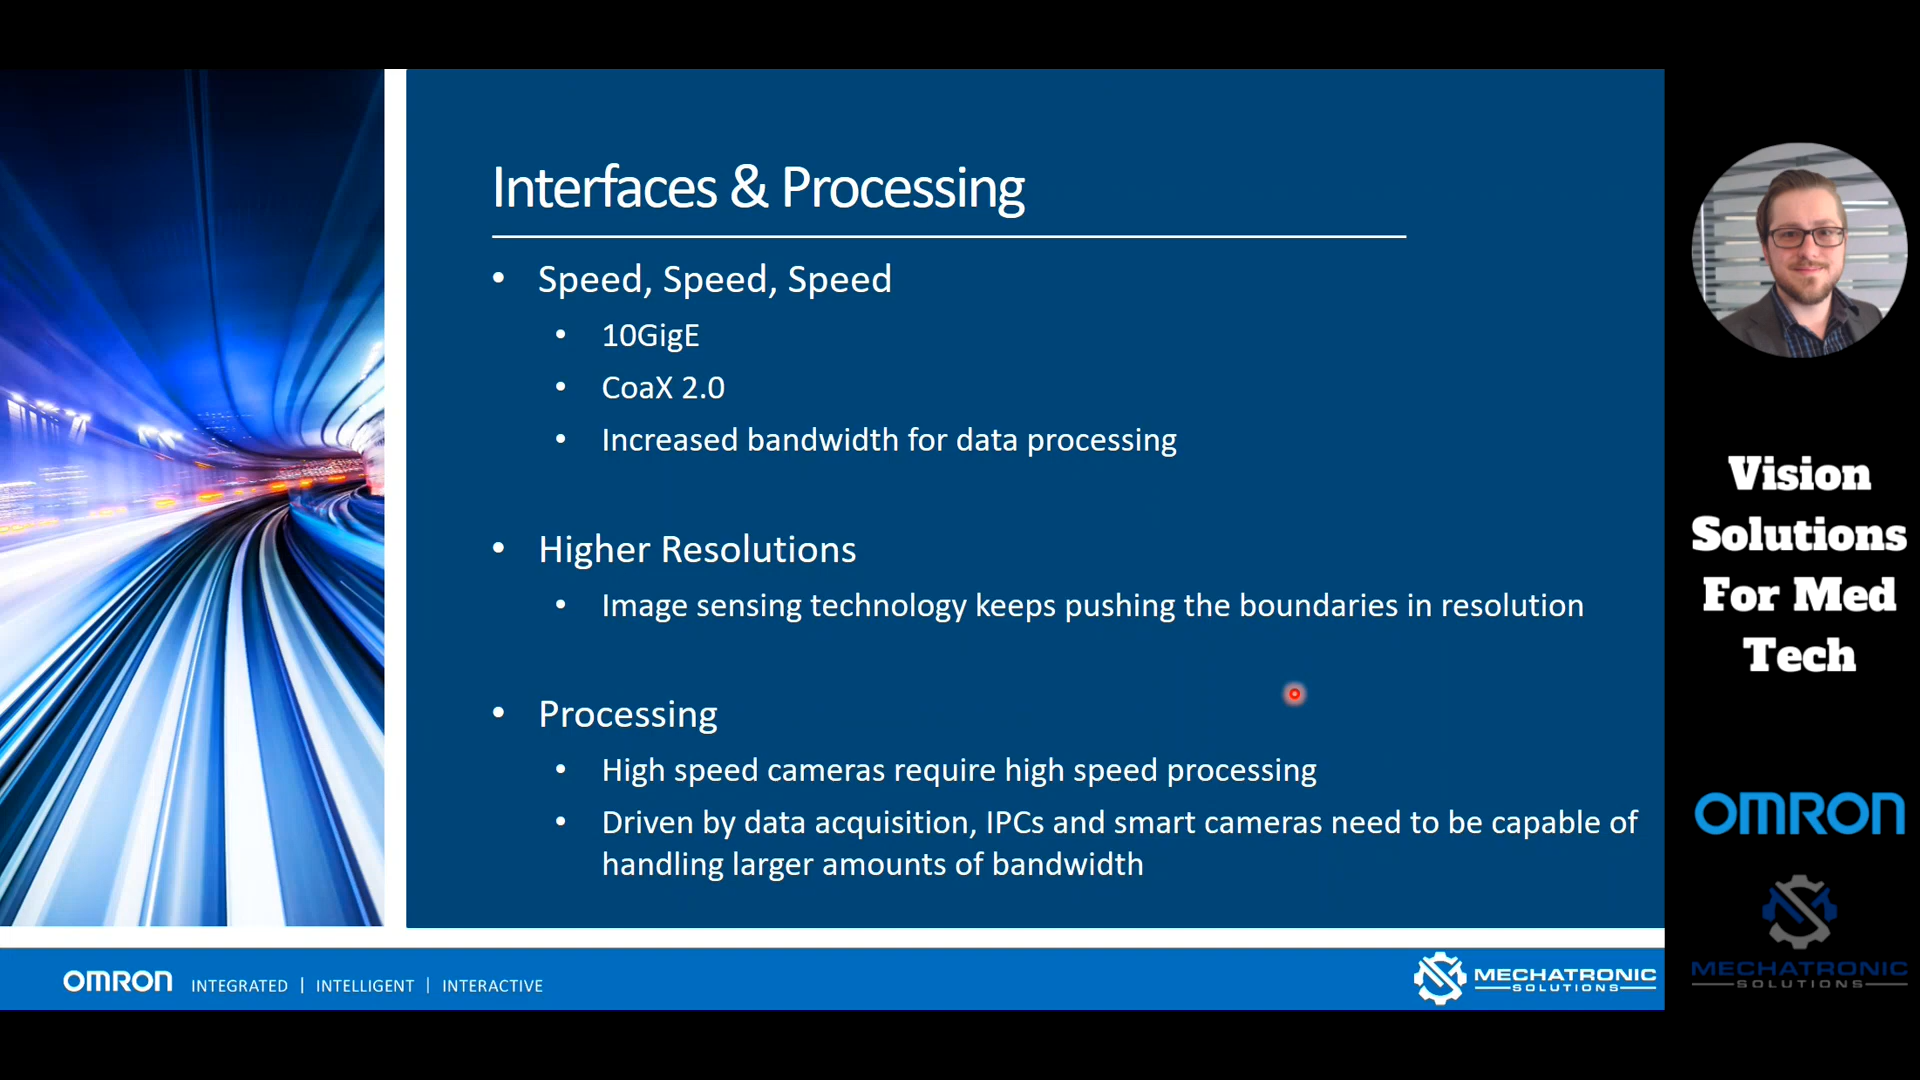 Interfaces & Processing
• Speed, Speed, Speed
• 10GigE
• CoaX 2.0
• Increased bandwidth for data processing
• Higher Resolutions
• Image sensing technology keeps pushing the boundaries in resolution
• Processing
• High speed cameras require high speed processing
• Driven by data acquisition, IPCs and smart cameras need to be capable of
handling larger amounts of bandwidth
OMRON INTEGRATED | INTELLIGENT | INTERACTIVE
MECHATRONIC
SOLUTIONS
Vision
Solutions
For Med
Tech
OMRON
MECHATRONIC
SOLUTIONS